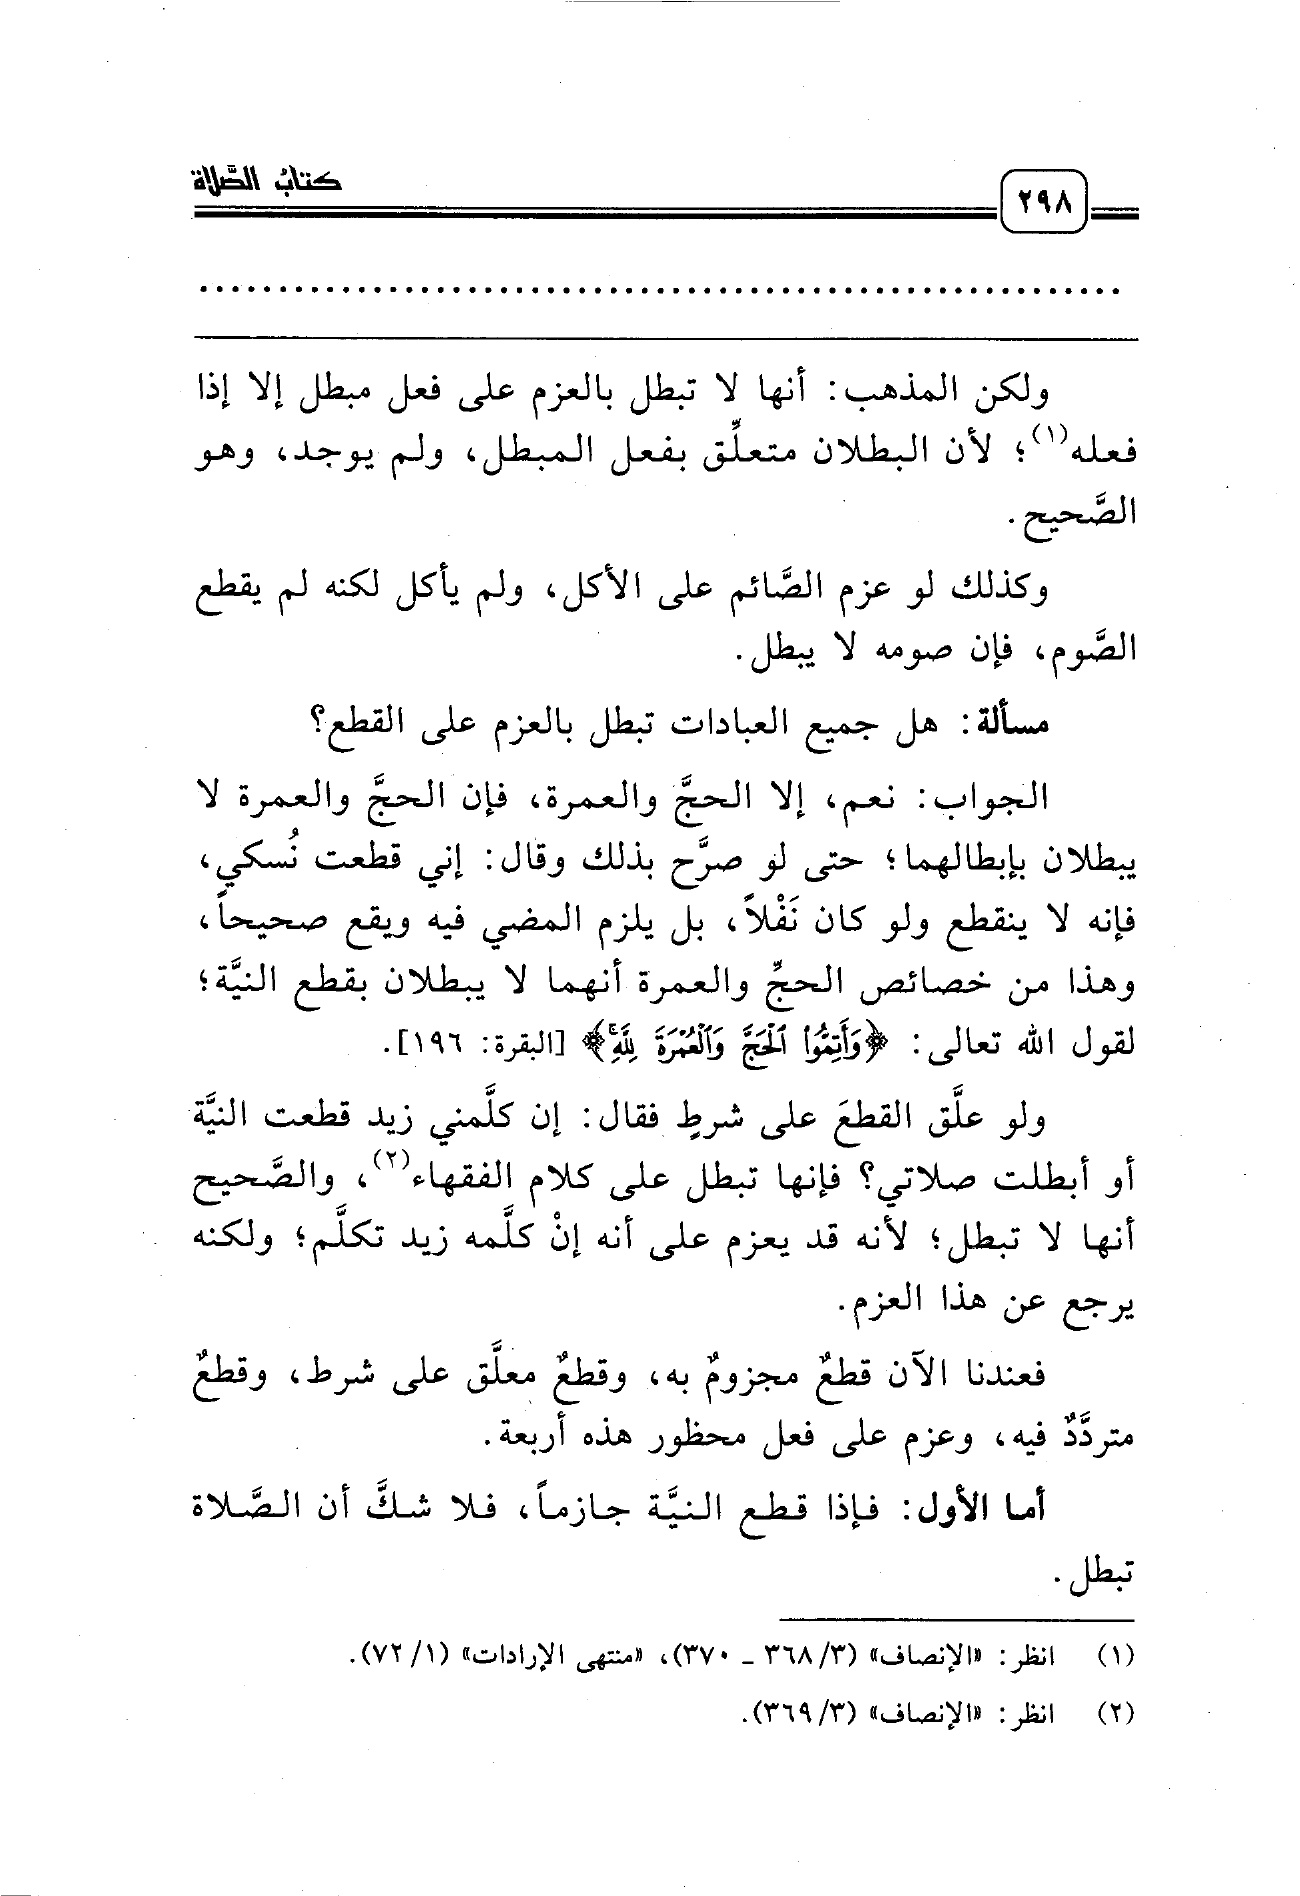 كتابُ الصَّلاة
٢٩٨
..........................................................
ولكن المذهب: أنها لا تبطل بالعزم على فعل مبطل إلا إذا
فعله(١)؛ لأن البطلان متعلِّق بفعل المبطل، ولم يوجد، وهو
الصَّحيح.
وكذلك لو عزم الصَّائم على الأكل، ولم يأكل لكنه لم يقطع
الصَّوم، فإن صومه لا يبطل.
مسألة: هل جميع العبادات تبطل بالعزم على القطع؟
الجواب: نعم، إلا الحجَّ والعمرة، فإن الحجَّ والعمرة لا
يبطلان بإبطالهما؛ حتى لو صرَّح بذلك وقال: إني قطعت نُسكي،
فإنه لا ينقطع ولو كان نَفْلاً، بل يلزم المضي فيه ويقع صحيحاً،
وهذا من خصائص الحجِّ والعمرة أنهما لا يبطلان بقطع النيَّة؛
لقول الله تعالى: ﴿وَأَتِمُّوا۟ ٱلْحَجَّ وَٱلْعُمْرَةَ لِلَّهِۚ﴾ [البقرة: ١٩٦].
ولو علَّق القطعَ على شرطٍ فقال: إن كلَّمني زيد قطعت النيَّة
أو أبطلت صلاتي؟ فإنها تبطل على كلام الفقهاء(٢)، والصَّحيح
أنها لا تبطل؛ لأنه قد يعزم على أنه إنْ كلَّمه زيد تكلَّم؛ ولكنه
يرجع عن هذا العزم.
فعندنا الآن قطعٌ مجزومٌ به، وقطعٌ معلَّق على شرط، وقطعٌ
متردَّدٌ فيه، وعزم على فعل محظور هذه أربعة.
أما الأول: فإذا قطع النيَّة جازماً، فلا شكَّ أن الصَّلاة
تبطل.
(١) انظر: «الإنصاف» (٣/ ٣٦٨ ـ ٣٧٠)، «منتهى الإرادات» (١/ ٧٢).
(٢) انظر: «الإنصاف» (٣/ ٣٦٩).